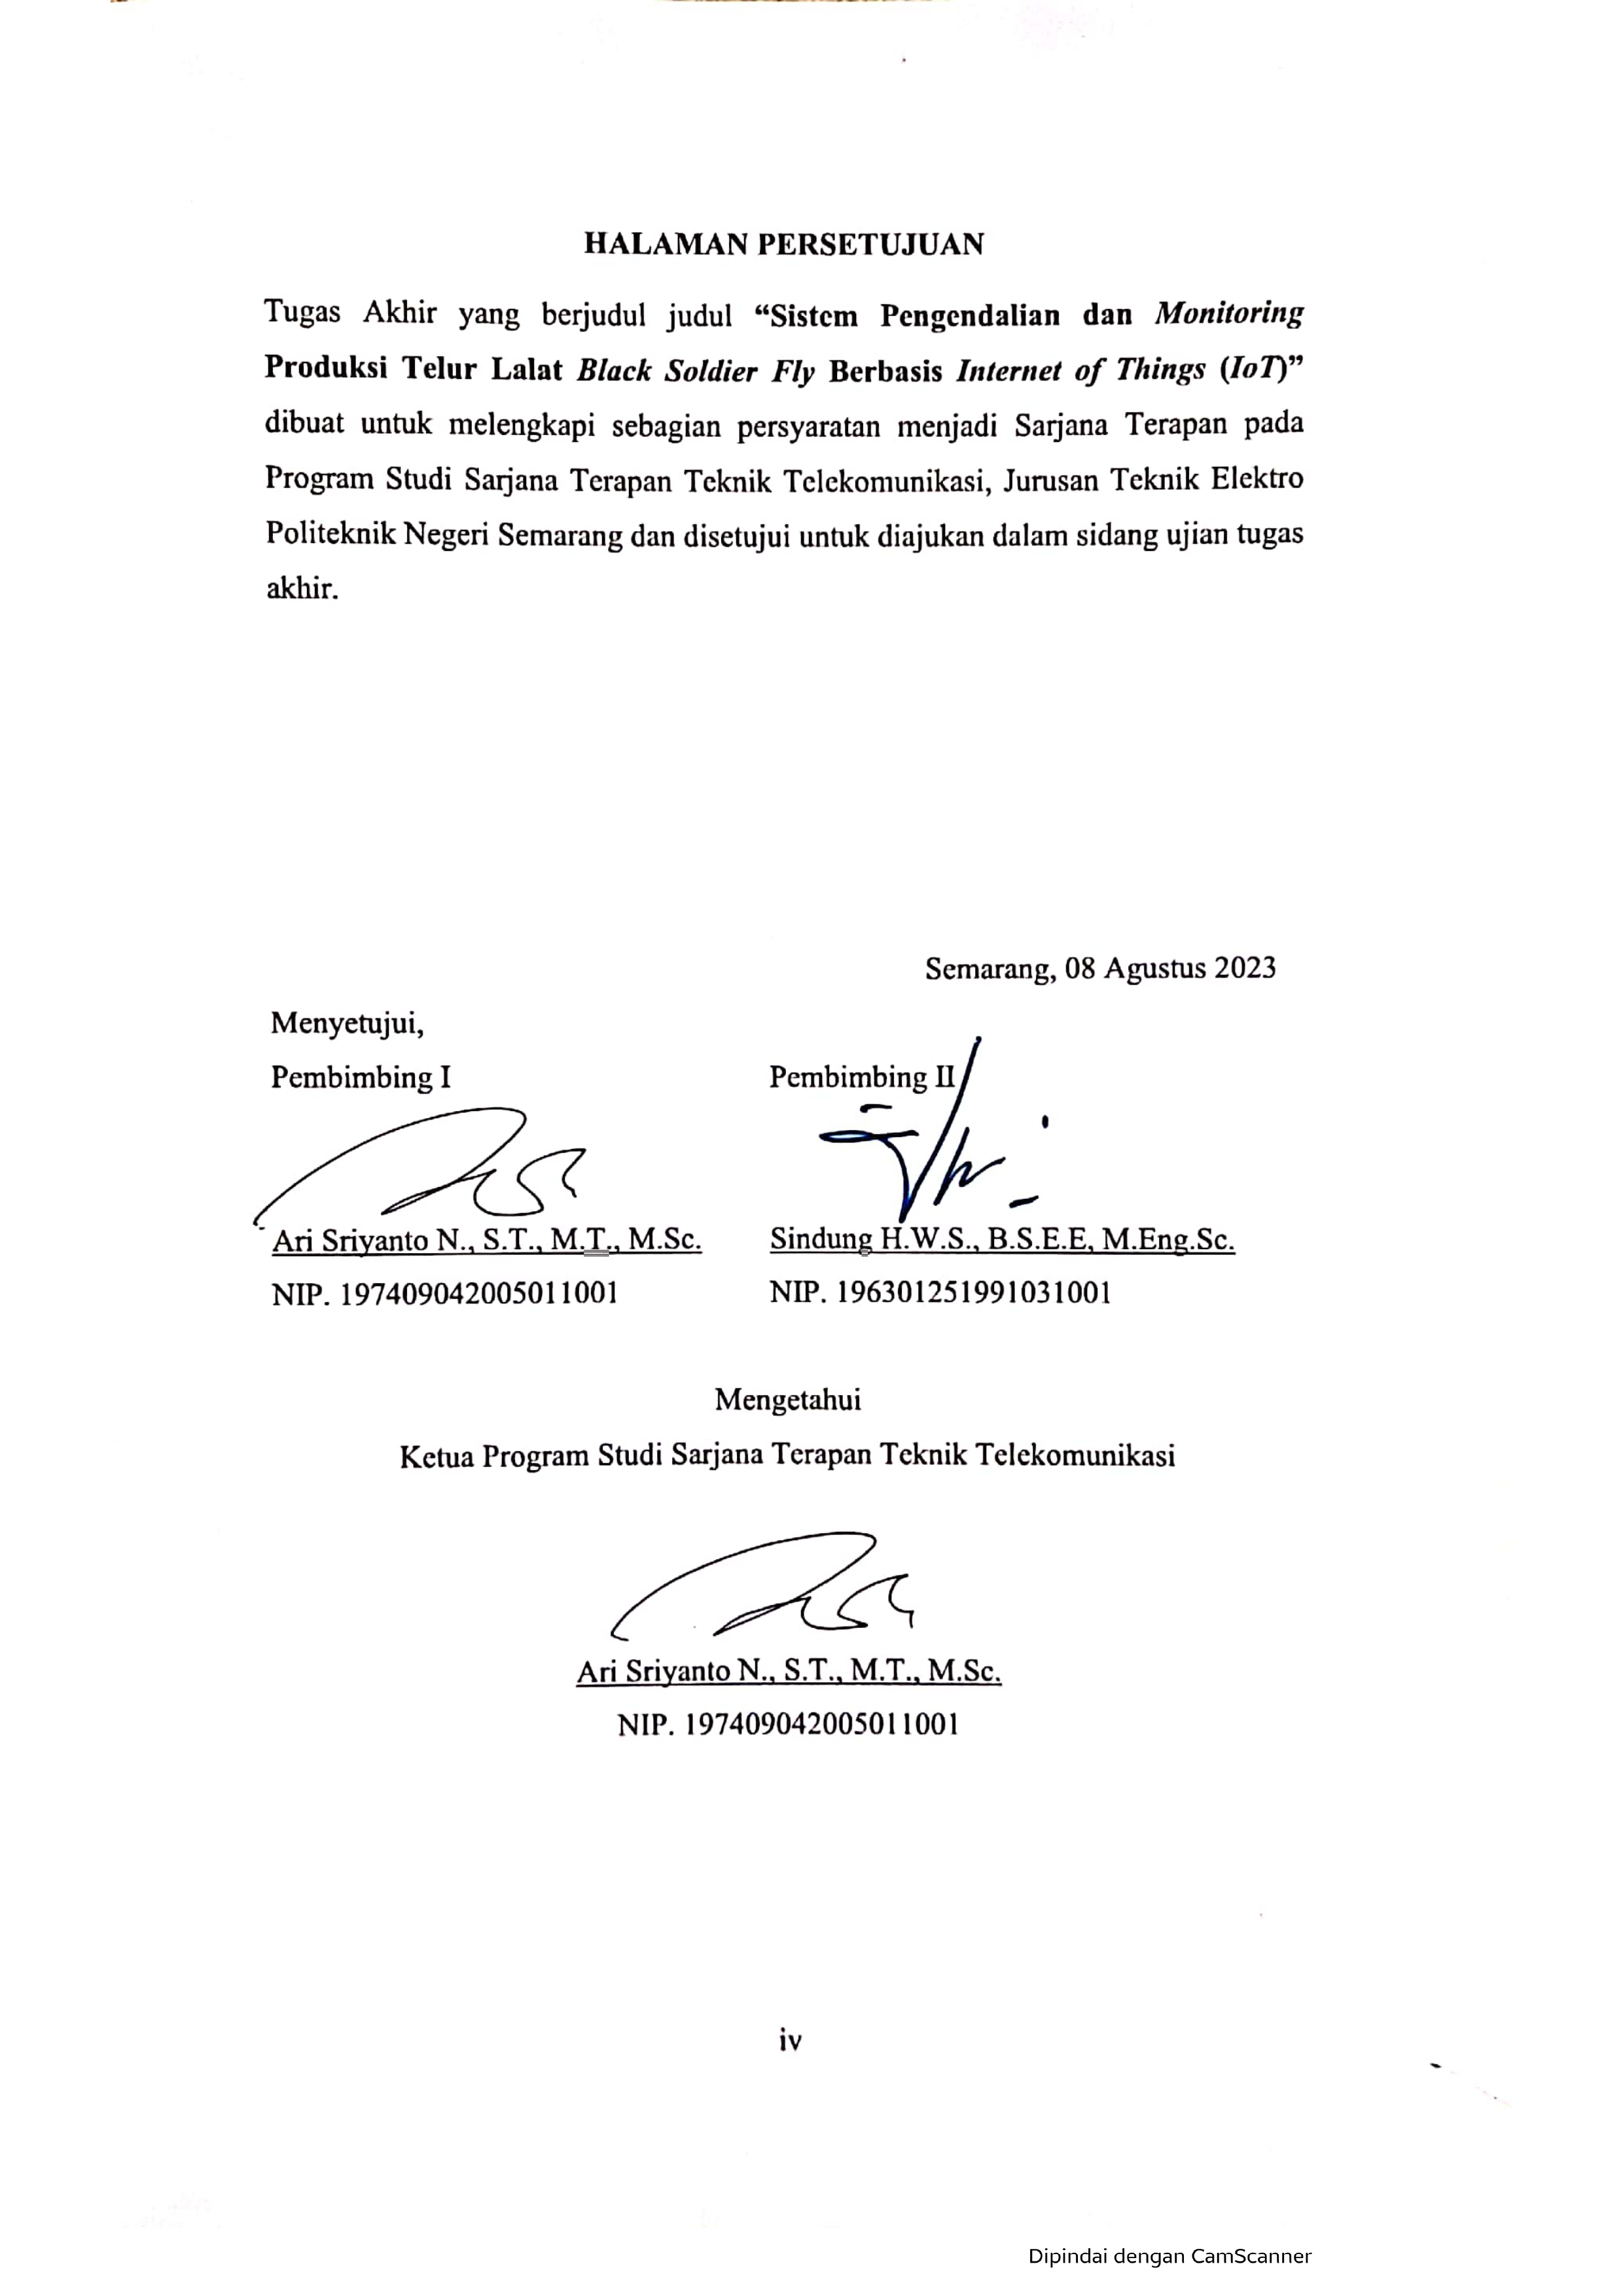 HALAMAN PERSETUJUAN
Tugas Akhir yang berjudul judul “Sistem Pengendalian dan Monitoring
Produksi Telur Lalat Black Soldier Fly Berbasis Internet of Things (IoT)”
dibuat untuk melengkapi sebagian persyaratan menjadi Sarjana Terapan pada
Program Studi Sarjana Terapan Teknik Telekomunikasi, Jurusan Teknik Elektro
Politeknik Negeri Semarang dan disetujui untuk diajukan dalam sidang ujian tugas
akhir.
Semarang, 08 Agustus 2023
Menyetujui,
Pembimbing I Pembimbing II
Ari Sriyanto N., S.T., M.T., M.Sc. Sindung H.W.S., B.S.E.E, M.Eng.Sc.
NIP. 197409042005011001 NIP. 196301251991031001
Mengetahui
Ketua Program Studi Sarjana Terapan Teknik Telekomunikasi
Ari Sriyanto N., S.T., M.T., M.Sc.
NIP. 197409042005011001
iv
Dipindai dengan CamScanner